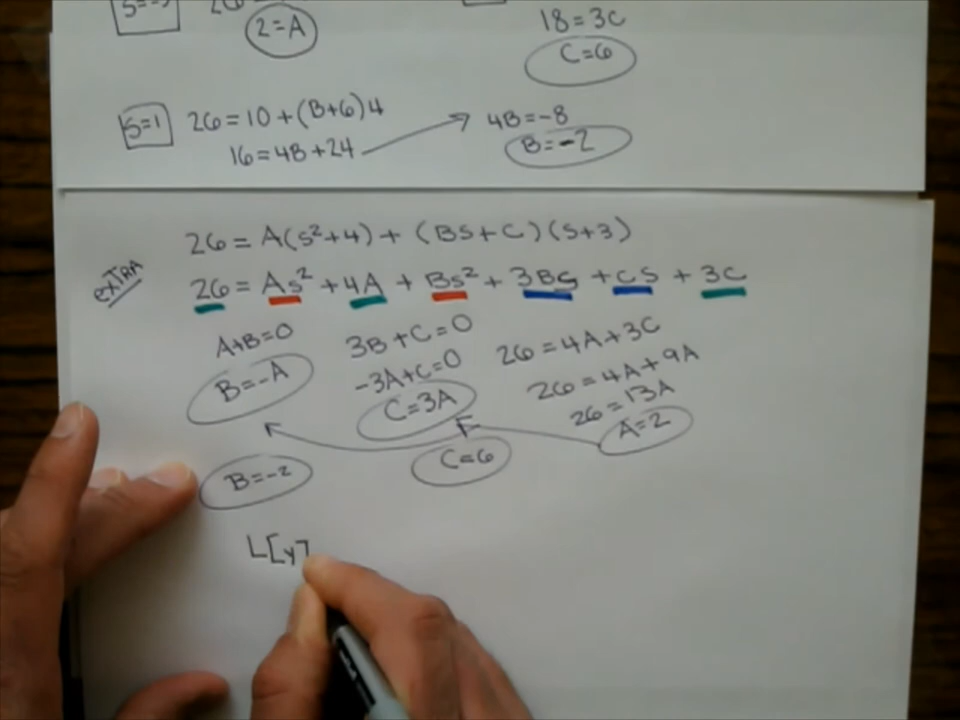 2=A
18=3C
C=6
S=1 26=10+(B+6)4
4B=-8
16=4B+24
B=-2
26=A(s²+4)+(Bs+C)(s+3)
exTRA
26=As²+4A+Bs²+3Bs+Cs+3C
A+B=0
3B+C=0
26=4A+3C
B=-A
-3A+C=0
26=4A+9A
C=3A
26=13A
A=2
B=-2
C=6
L[y]